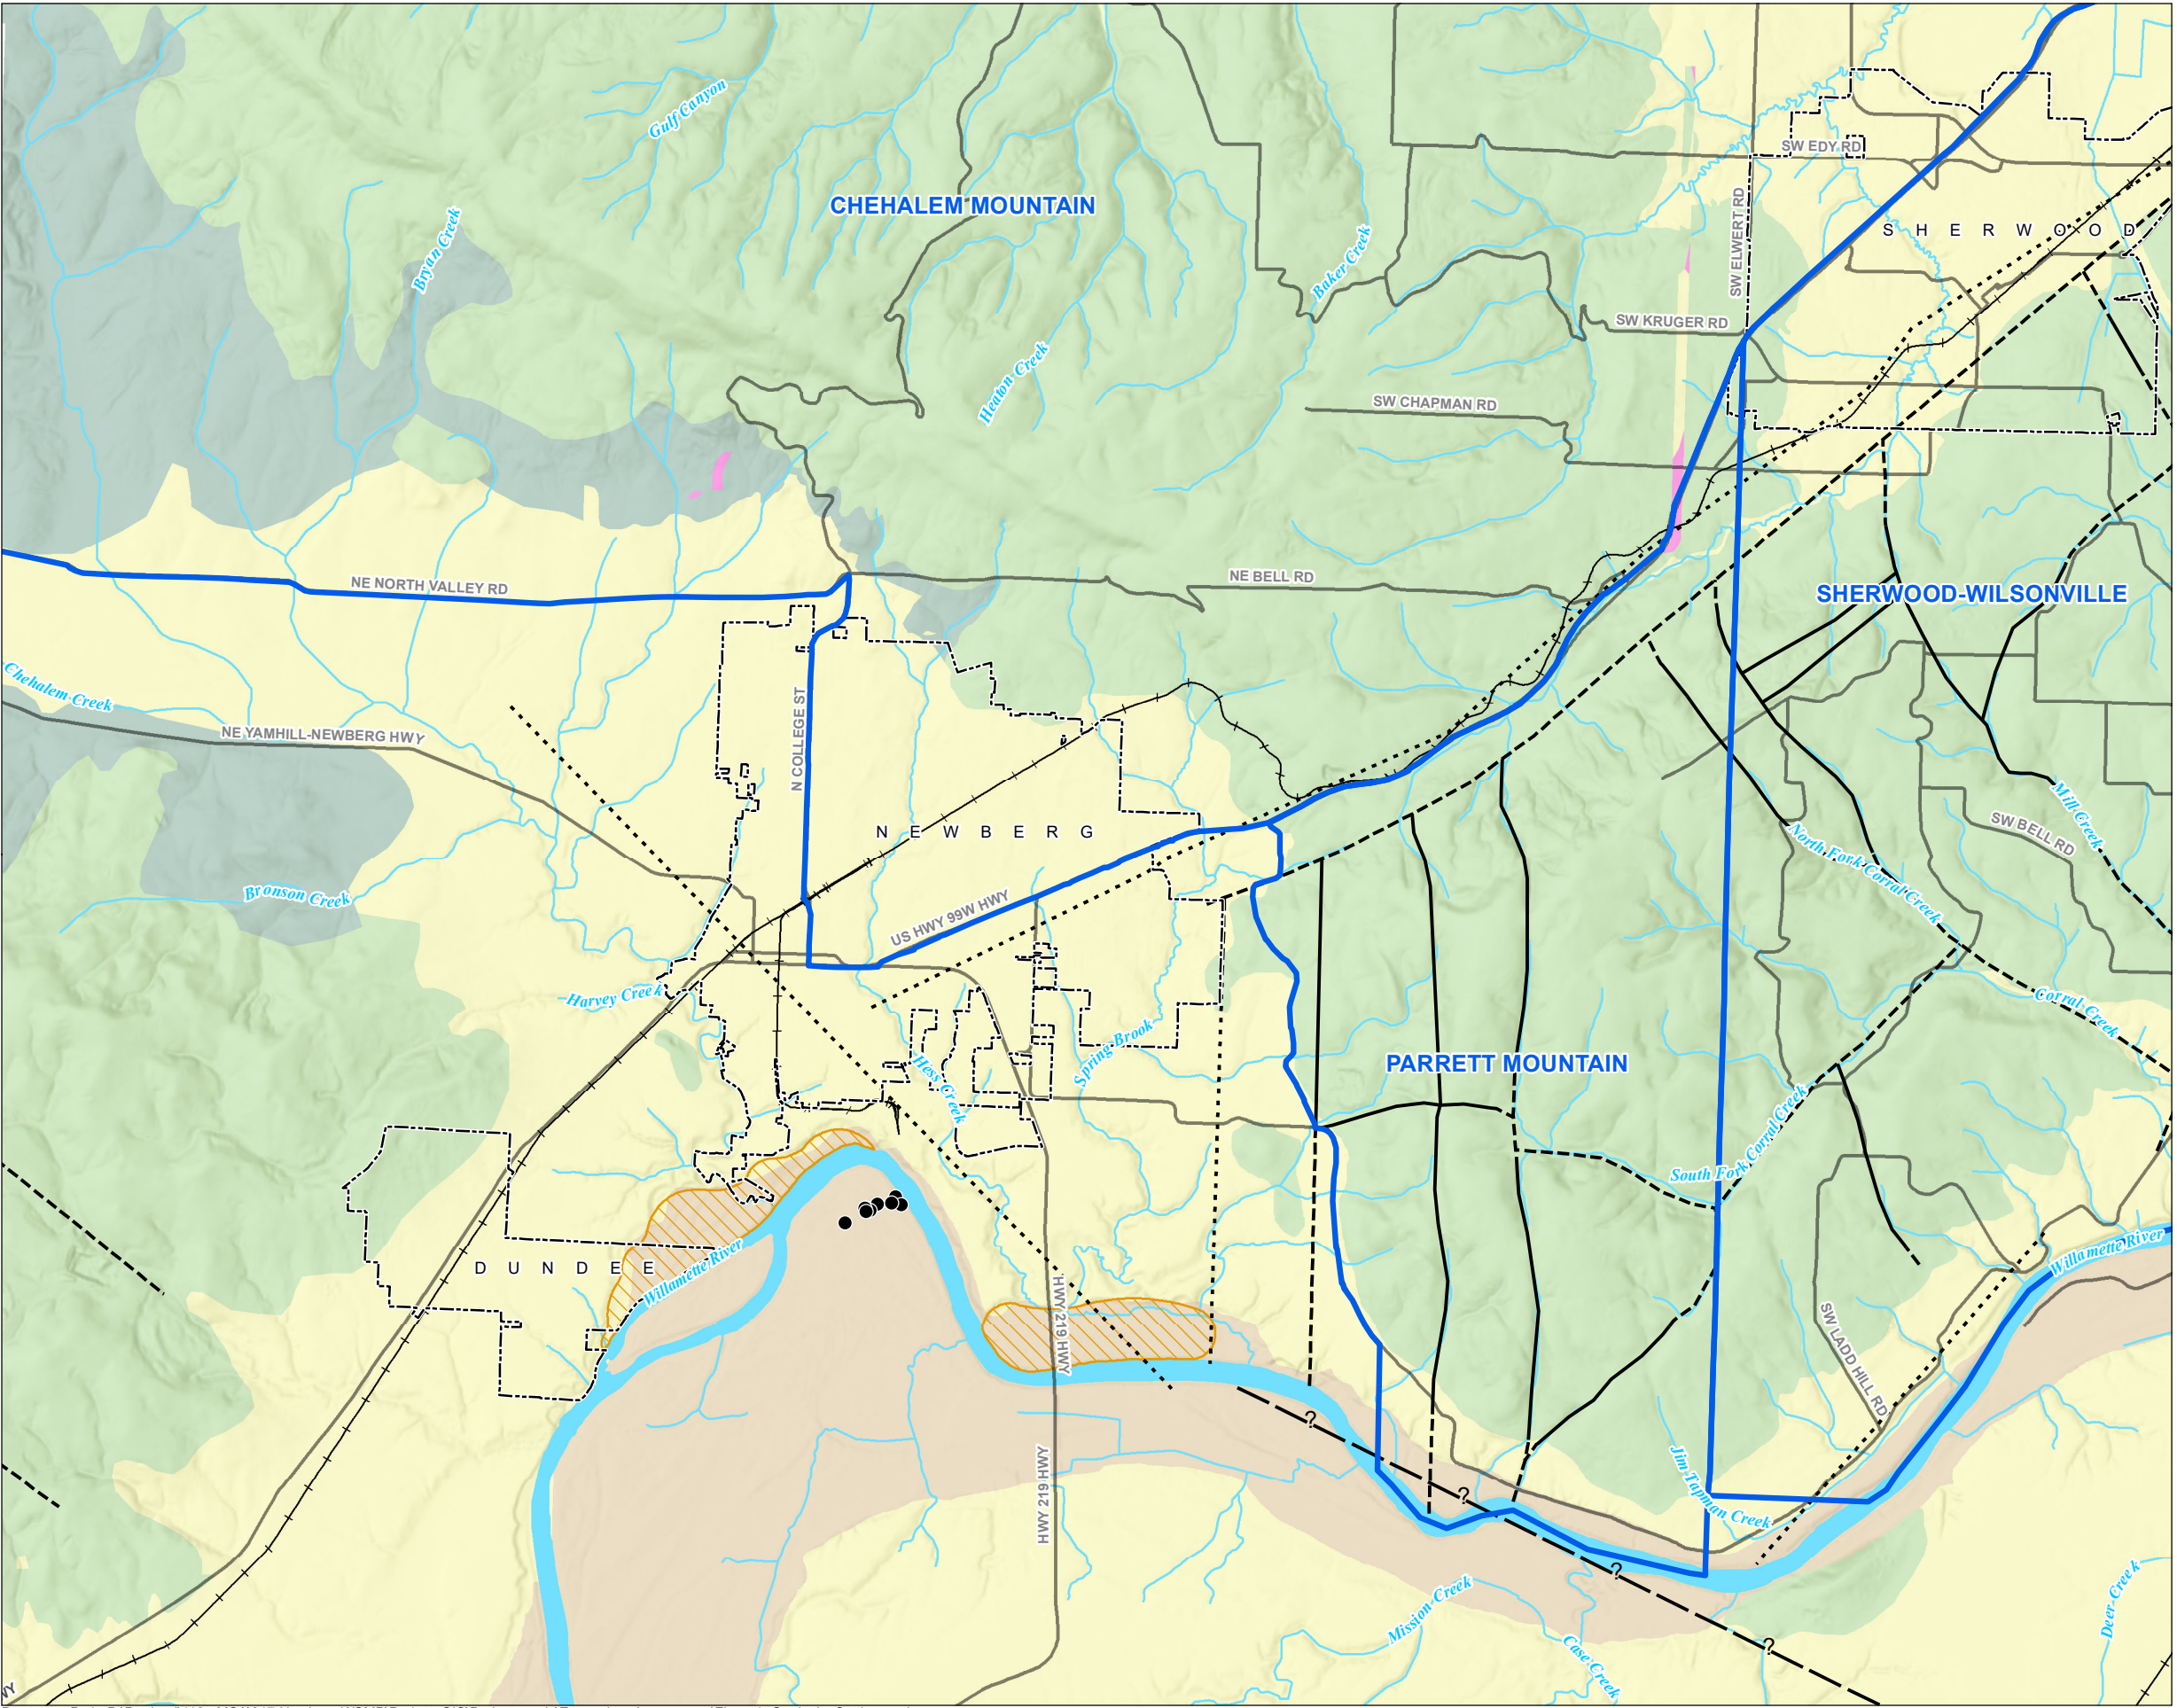 Gulf Canyon
SW EDY RD
CHEHALEM MOUNTAIN
SW ELWERT RD
SHERWOOD
Bryan Creek
Baker Creek
SW KRUGER RD
Heaton Creek
SW CHAPMAN RD
NE NORTH VALLEY RD
NE BELL RD
SHERWOOD-WILSONVILLE
Chehalem Creek
NE YAMHILL-NEWBERG HWY
N COLLEGE ST
NEWBERG
Mill Creek
SW BELL RD
North Fork Corral Creek
Bronson Creek
US HWY 99W HWY
Harvey Creek
Corral Creek
Hess Creek
Spring Brook
PARRETT MOUNTAIN
South Fork Corral Creek
DUNDEE
Willamette River
Willamette River
HWY 219 HWY
SW LADD HILL RD
?
HWY 219 HWY
?
Jim Tapman Creek
?
Mission Creek
Case Creek
Deer Creek
?